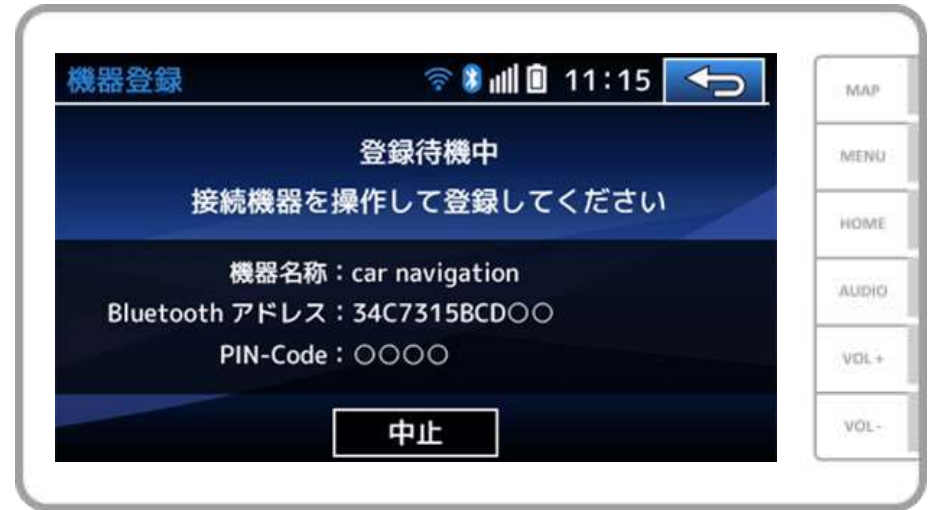 機器登録 11:15
登録待機中
接続機器を操作して登録してください
機器名称：car navigation
Bluetooth アドレス：34C7315BCD○○
PIN-Code：○○○○
中止
MAP
MENU
HOME
AUDIO
VOL +
VOL -